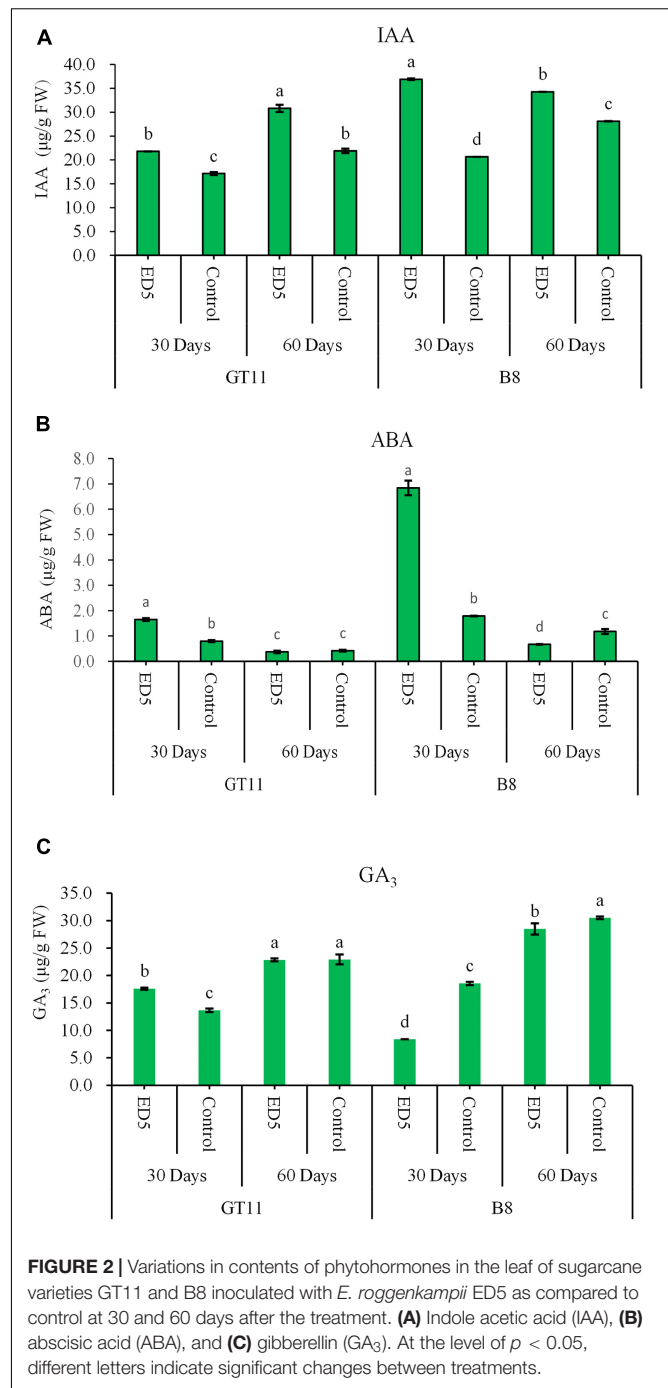 A
IAA
IAA (µg/g FW)
40.0
35.0
30.0
25.0
20.0
15.0
10.0
5.0
0.0
b
c
a
b
a
d
b
c
ED5 Control ED5 Control ED5 Control ED5 Control
30 Days 60 Days 30 Days 60 Days
GT11 B8
B
ABA
ABA (µg/g FW)
8.0
7.0
6.0
5.0
4.0
3.0
2.0
1.0
0.0
a
b
c
c
a
b
d
c
ED5 Control ED5 Control ED5 Control ED5 Control
30 Days 60 Days 30 Days 60 Days
GT11 B8
C
GA₃
GA₃ (µg/g FW)
35.0
30.0
25.0
20.0
15.0
10.0
5.0
0.0
b
c
a
a
d
c
b
a
ED5 Control ED5 Control ED5 Control ED5 Control
30 Days 60 Days 30 Days 60 Days
GT11 B8
FIGURE 2 | Variations in contents of phytohormones in the leaf of sugarcane
varieties GT11 and B8 inoculated with E. roggenkampii ED5 as compared to
control at 30 and 60 days after the treatment. (A) Indole acetic acid (IAA), (B)
abscisic acid (ABA), and (C) gibberellin (GA₃). At the level of p < 0.05,
different letters indicate significant changes between treatments.